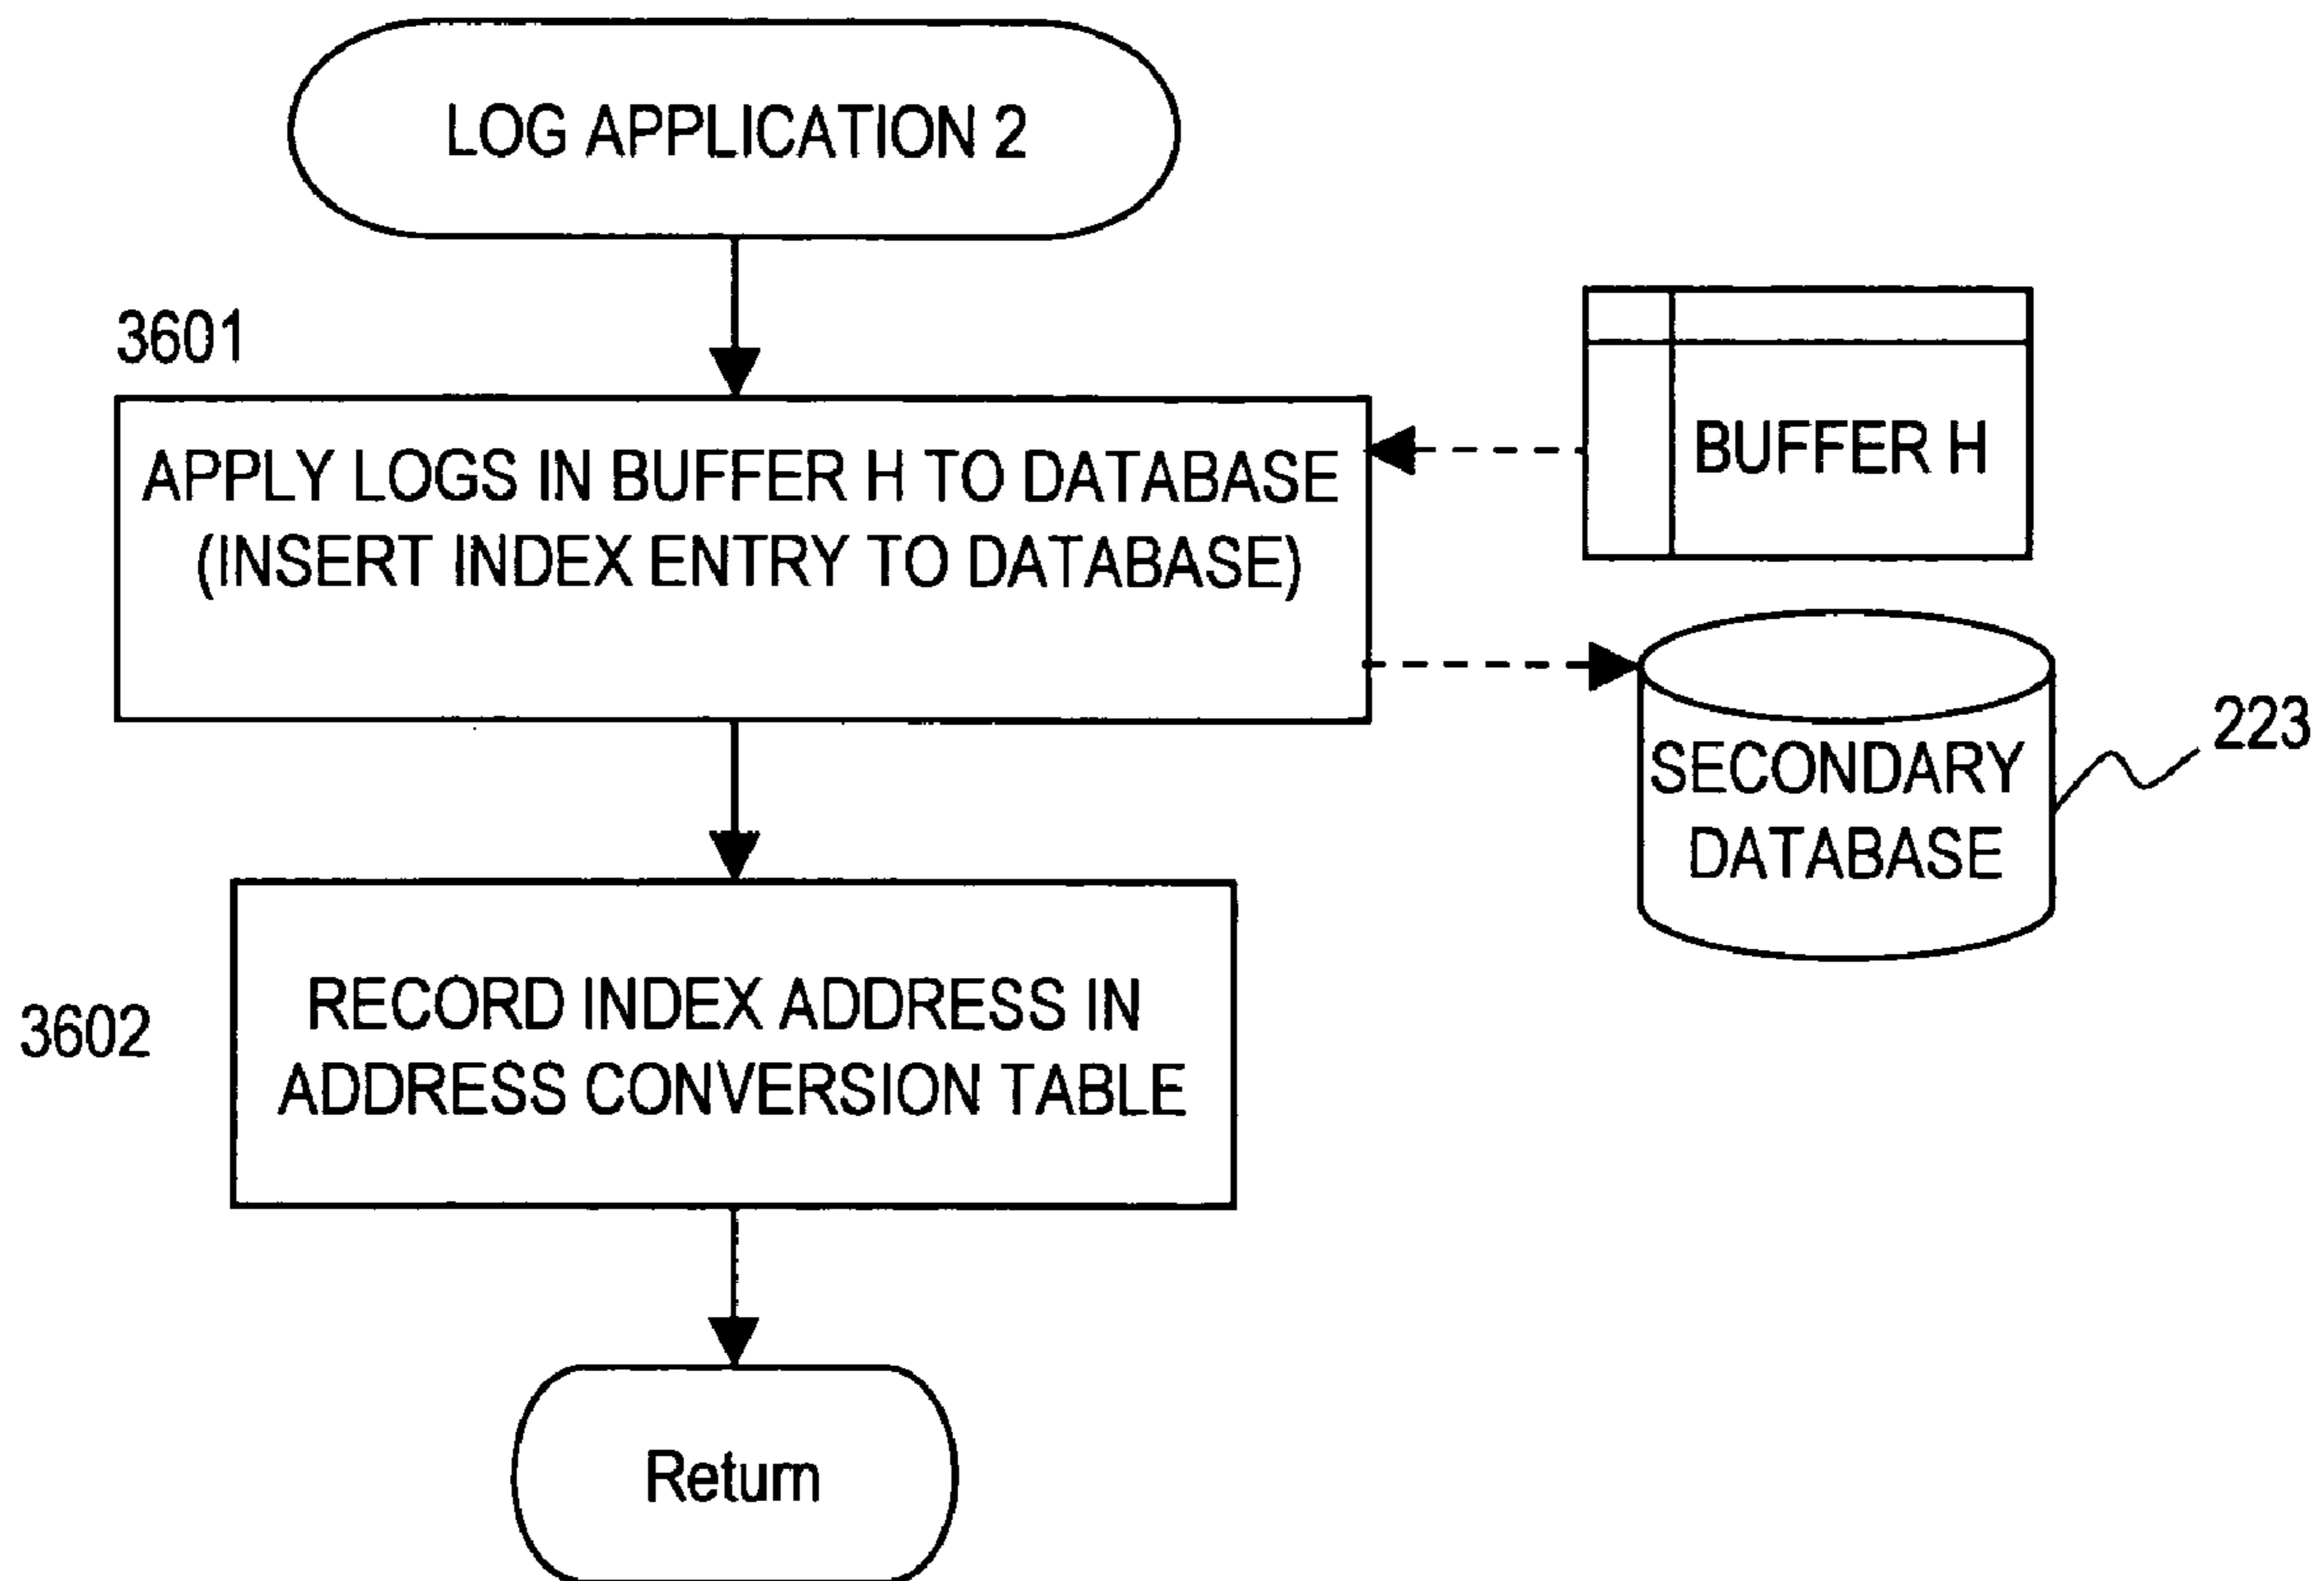 LOG APPLICATION 2
3601
APPLY LOGS IN BUFFER H TO DATABASE
(INSERT INDEX ENTRY TO DATABASE)
BUFFER H
SECONDARY
DATABASE
223
3602
RECORD INDEX ADDRESS IN
ADDRESS CONVERSION TABLE
Return